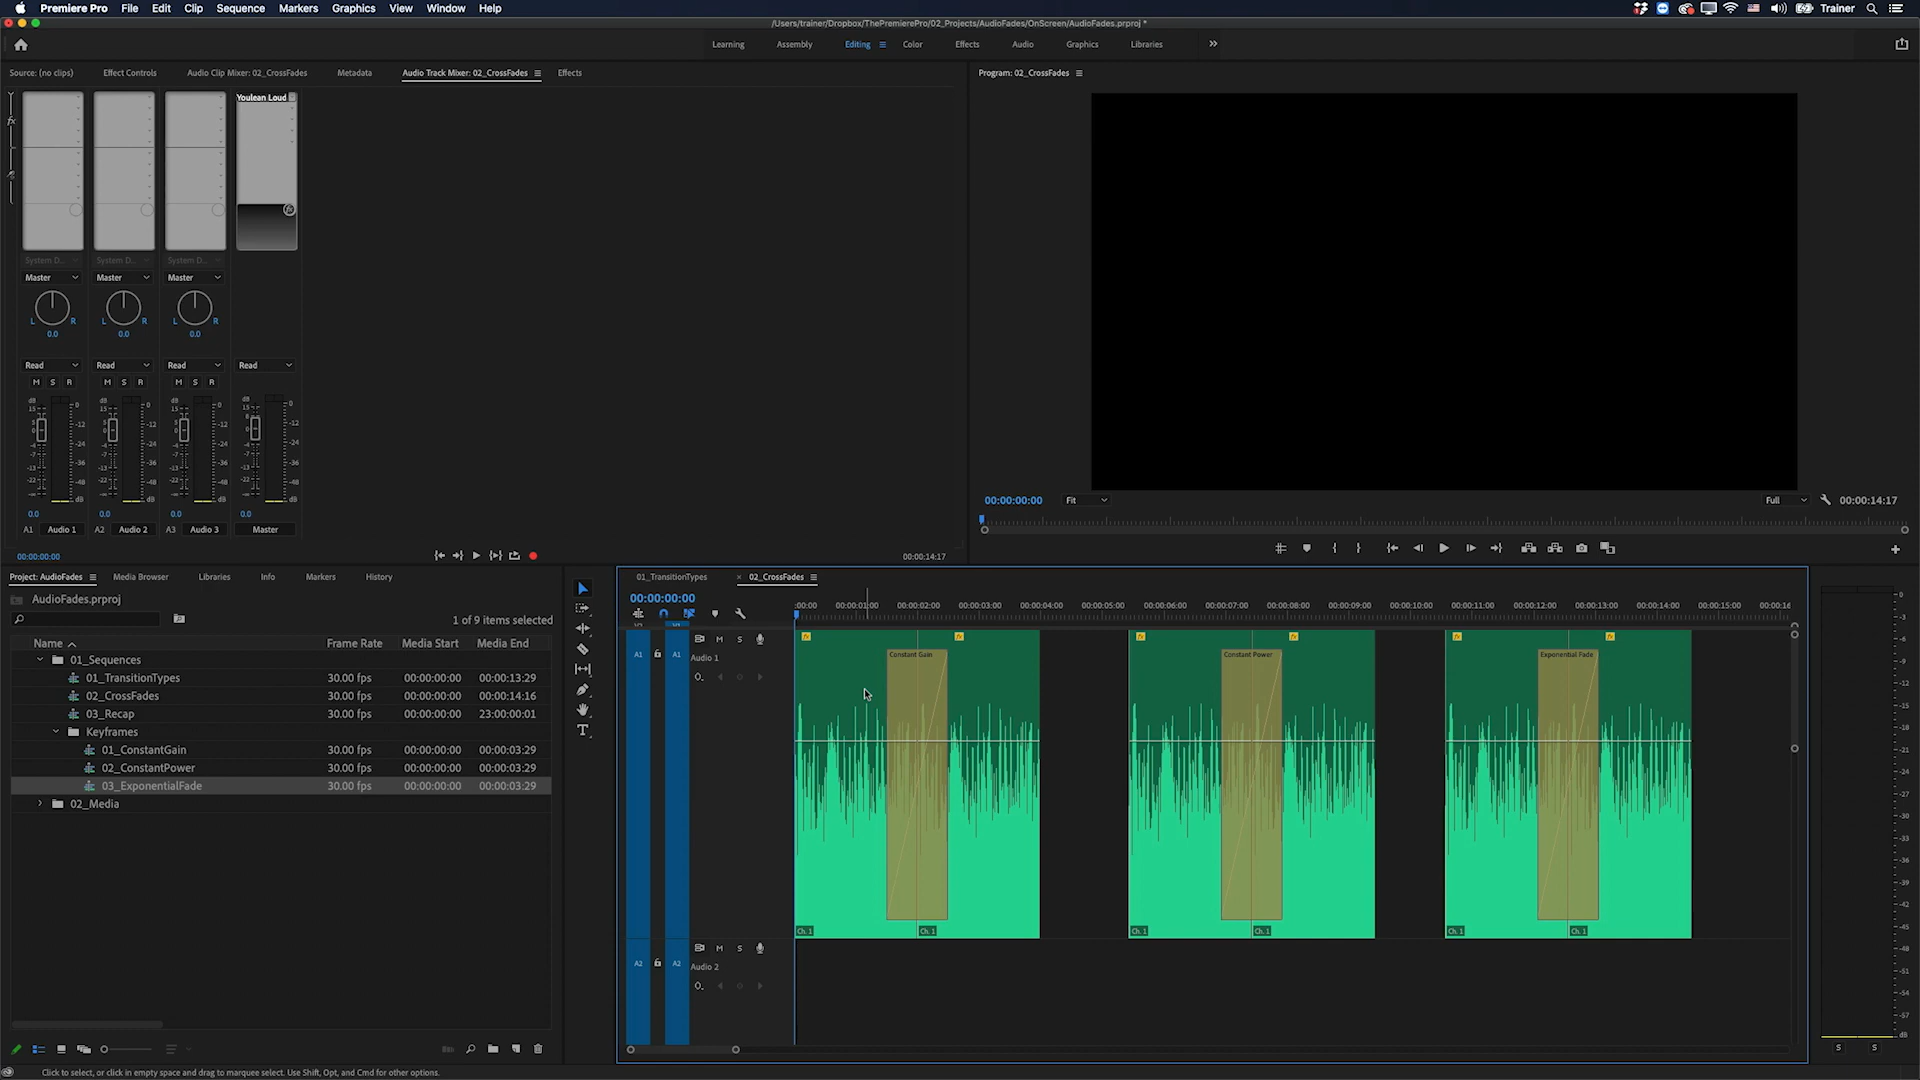 Premiere Pro File Edit Clip Sequence Markers Graphics View Window Help Trainer
/Users/trainer/Dropbox/ThePremierePro/02_Projects/AudioFades/OnScreen/AudioFades.prproj *
Learning Assembly Editing Color Effects Audio Graphics Libraries
Source: (no clips) Effect Controls Audio Clip Mixer: 02_CrossFades Metadata Audio Track Mixer: 02_CrossFades Effects Program: 02_CrossFades
Youlean Loud
fx
System D... System D... System D...
Master Master Master
L R L R L R
0.0 0.0 0.0
Read Read Read Read
M S R M S R M S R
0.0 0.0 0.0 0.0
A1 Audio 1 A2 Audio 2 A3 Audio 3 Master
00:00:00:00 00:00:14:17
00:00:00:00 Fit Full 00:00:14:17
Project: AudioFades Media Browser Libraries Info Markers History
AudioFades.prproj
1 of 9 items selected
Name Frame Rate Media Start Media End
01_Sequences
01_TransitionTypes 30.00 fps 00:00:00:00 00:00:13:29
02_CrossFades 30.00 fps 00:00:00:00 00:00:14:16
03_Recap 30.00 fps 00:00:00:00 23:00:00:01
Keyframes
01_ConstantGain 30.00 fps 00:00:00:00 00:00:03:29
02_ConstantPower 30.00 fps 00:00:00:00 00:00:03:29
03_ExponentialFade 30.00 fps 00:00:00:00 00:00:03:29
02_Media
01_TransitionTypes × 02_CrossFades
00:00:00:00
:00:00 00:00:01:00 00:00:02:00 00:00:03:00 00:00:04:00 00:00:05:00 00:00:06:00 00:00:07:00 00:00:08:00 00:00:09:00 00:00:10:00 00:00:11:00 00:00:12:00 00:00:13:00 00:00:14:00 00:00:15:00 00:00:16
A1 A1 M S
Audio 1
Constant Gain Constant Power Exponential Fade
Ch. 1 Ch. 1 Ch. 1 Ch. 1 Ch. 1 Ch. 1
A2 A2 M S
Audio 2
S S
Click to select, or click in empty space and drag to marquee select. Use Shift, Opt, and Cmd for other options.